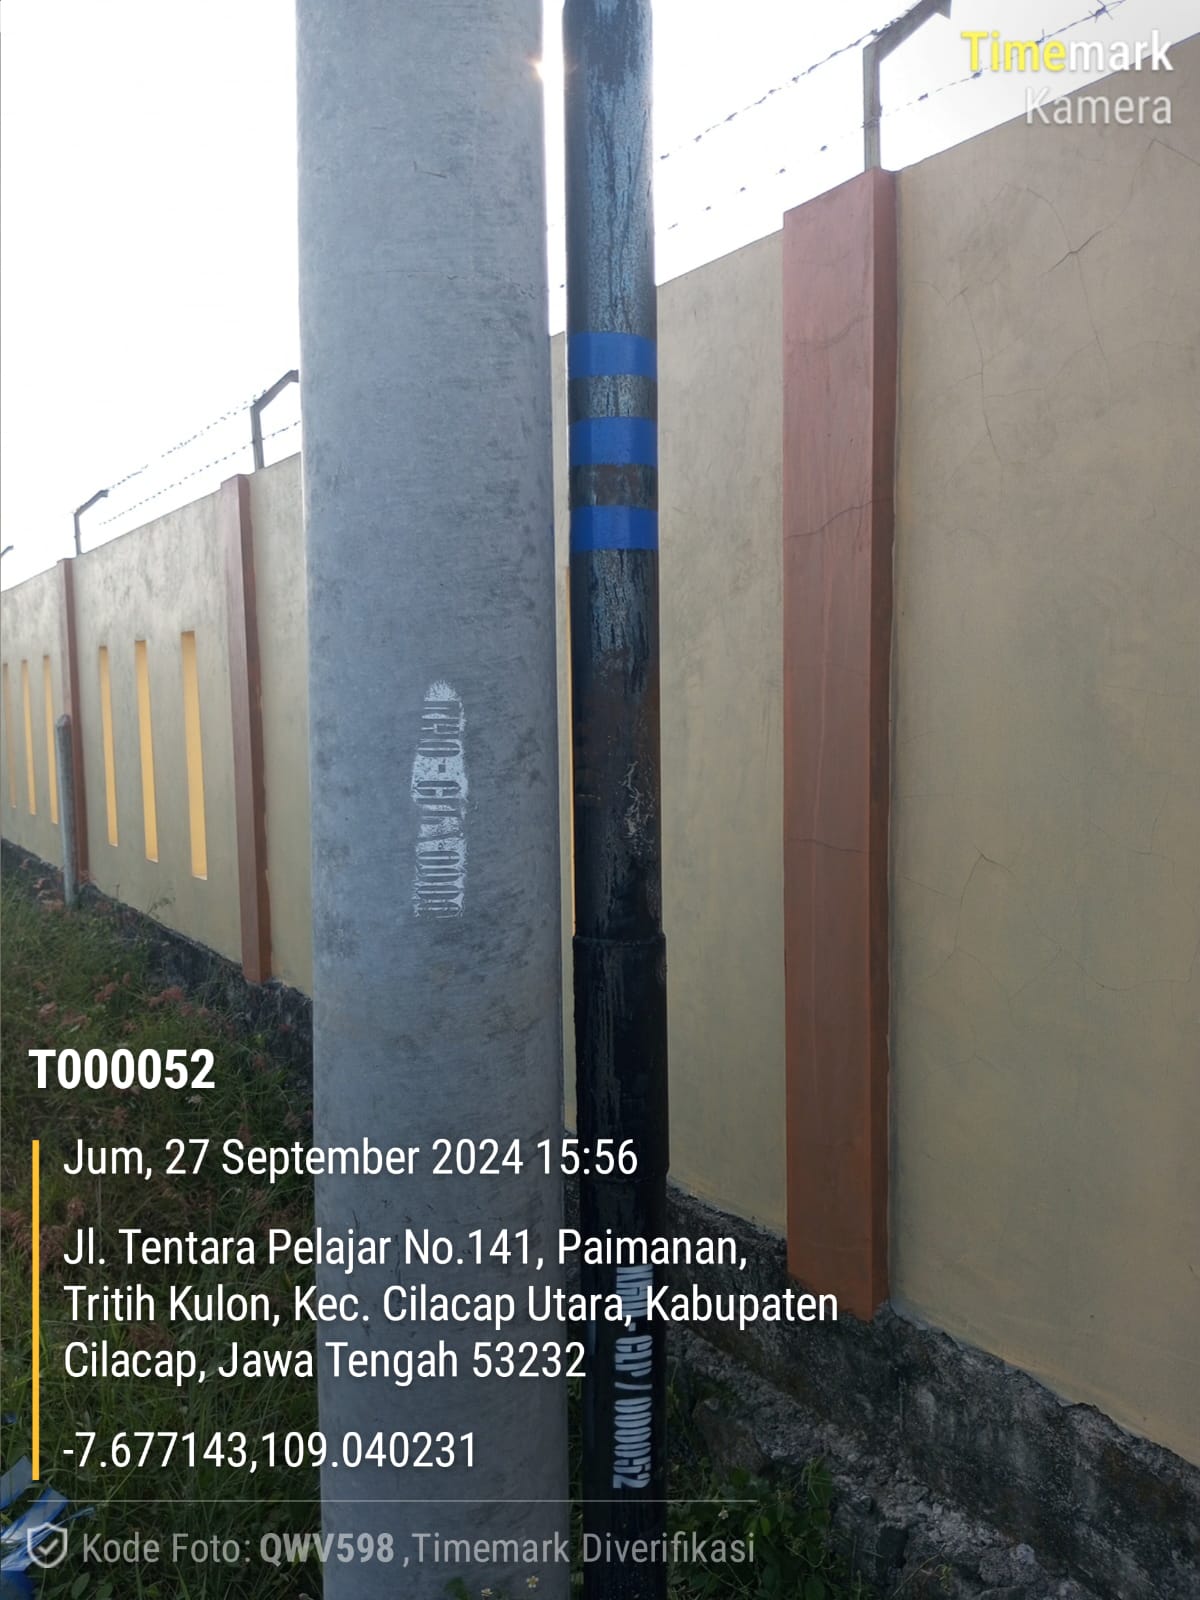 Timemark
Kamera
T000052
Jum, 27 September 2024 15:56
Jl. Tentara Pelajar No.141, Paimanan,
Tritih Kulon, Kec. Cilacap Utara, Kabupaten
Cilacap, Jawa Tengah 53232
-7.677143,109.040231
Kode Foto: QWV598 ,Timemark Diverifikasi
/ 000052